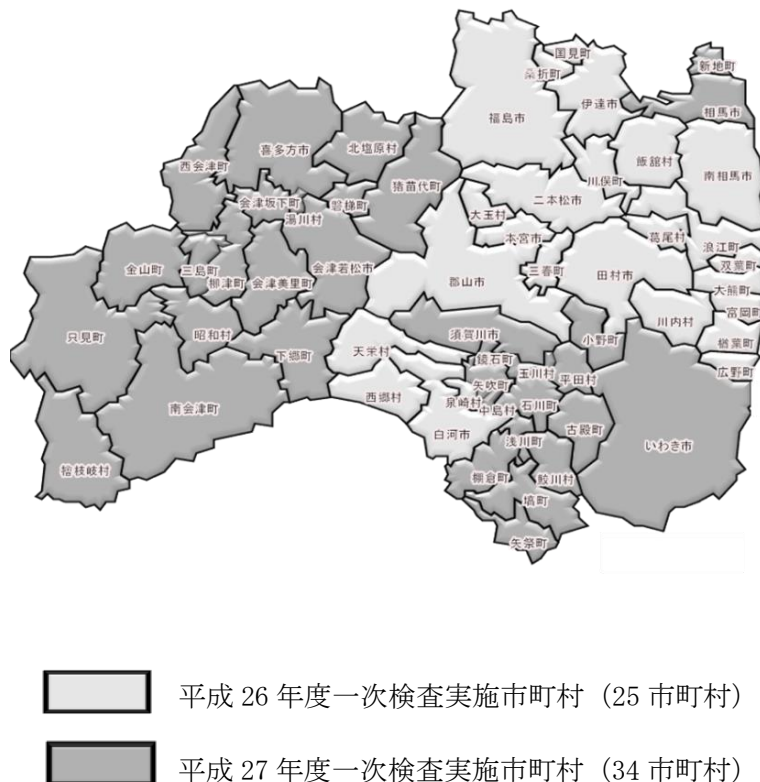 国見町
桑折町
新地町
伊達市
相馬市
福島市
喜多方市
北塩原村
飯舘村
西会津町
猪苗代町
川俣町
南相馬市
会津坂下町
磐梯町
二本松市
湯川村
大玉村
本宮市
葛尾村
浪江町
双葉町
金山町
三島町
会津若松市
三春町
田村市
柳津町
会津美里町
郡山市
大熊町
富岡町
川内村
只見町
昭和村
須賀川市
小野町
楢葉町
下郷町
天栄村
鏡石町
玉川村
平田村
広野町
矢吹町
西郷村
泉崎村
中島村
石川町
南会津町
白河市
浅川町
古殿町
いわき市
檜枝岐村
棚倉町
鮫川村
塙町
矢祭町
平成 26 年度一次検査実施市町村（25 市町村）
平成 27 年度一次検査実施市町村（34 市町村）